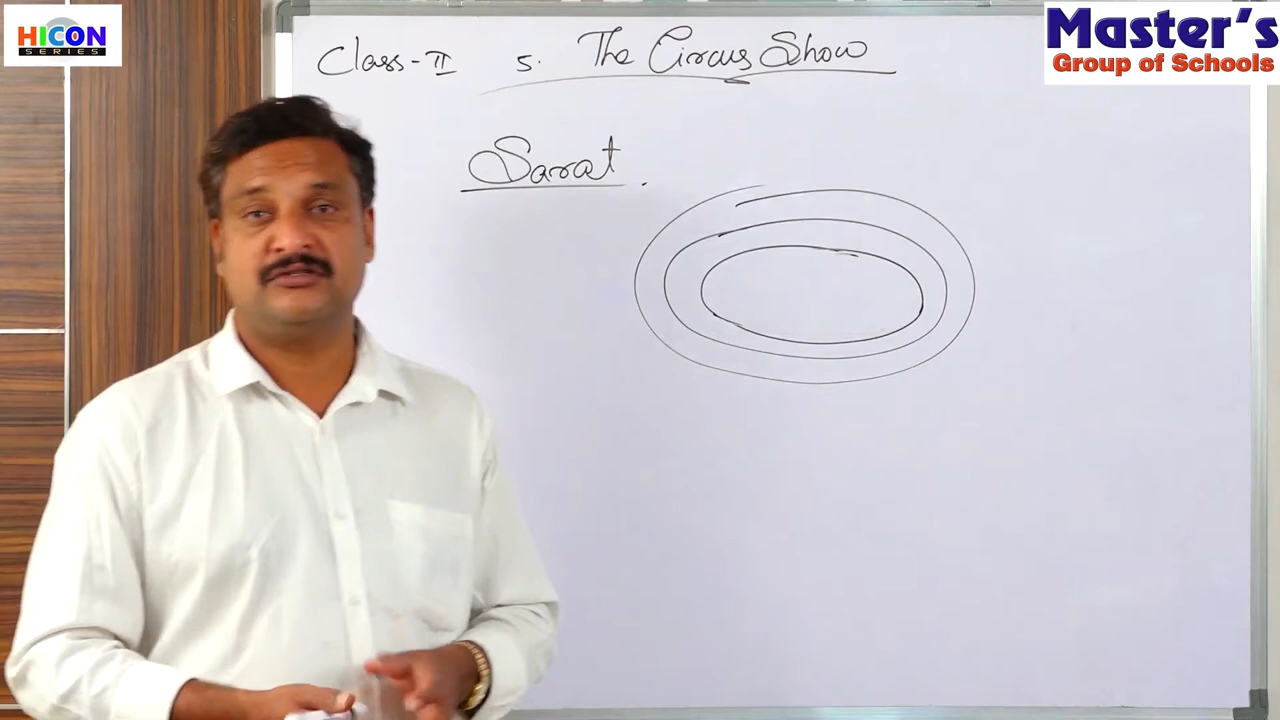 HICON
SERIES
Master's
Group of Schools
Class-II 5. The Circus Show
Sarat.